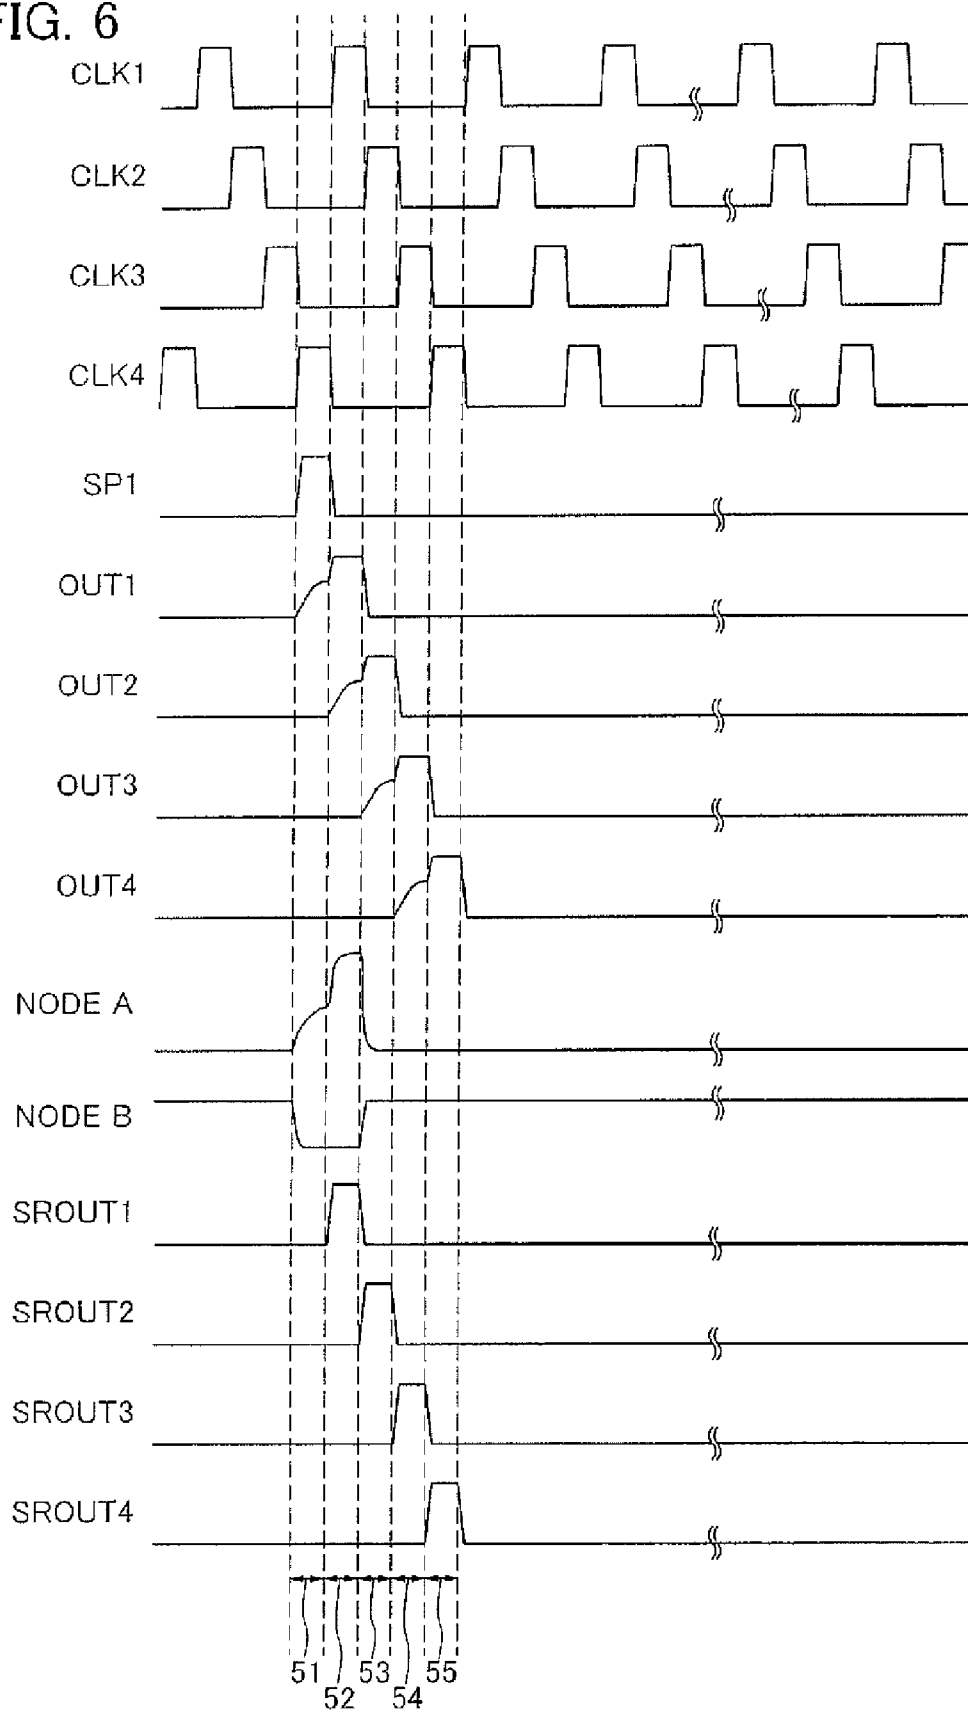 FIG. 6
CLK1
CLK2
CLK3
CLK4
SP1
OUT1
OUT2
OUT3
OUT4
NODE A
NODE B
SROUT1
SROUT2
SROUT3
SROUT4
51
52
53
54
55